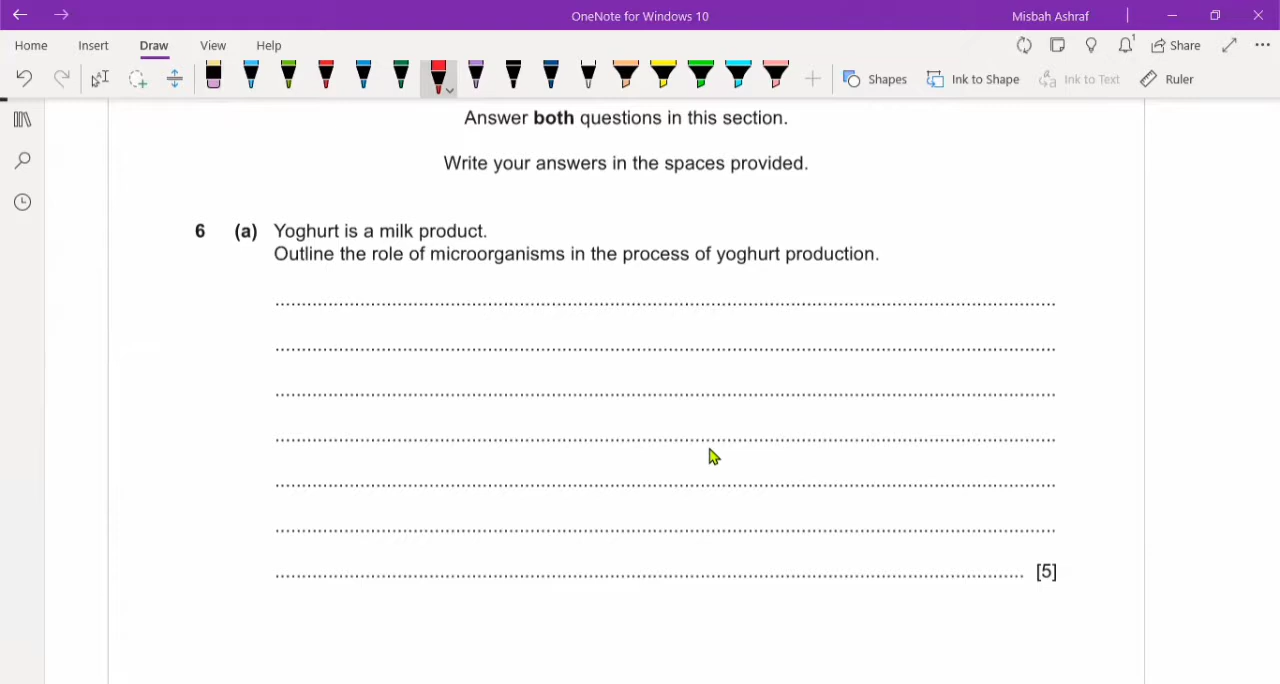 OneNote for Windows 10
Misbah Ashraf
Home Insert Draw View Help
1 Share
Shapes Ink to Shape Ink to Text Ruler
Answer both questions in this section.
Write your answers in the spaces provided.
6 (a) Yoghurt is a milk product.
Outline the role of microorganisms in the process of yoghurt production.
[5]